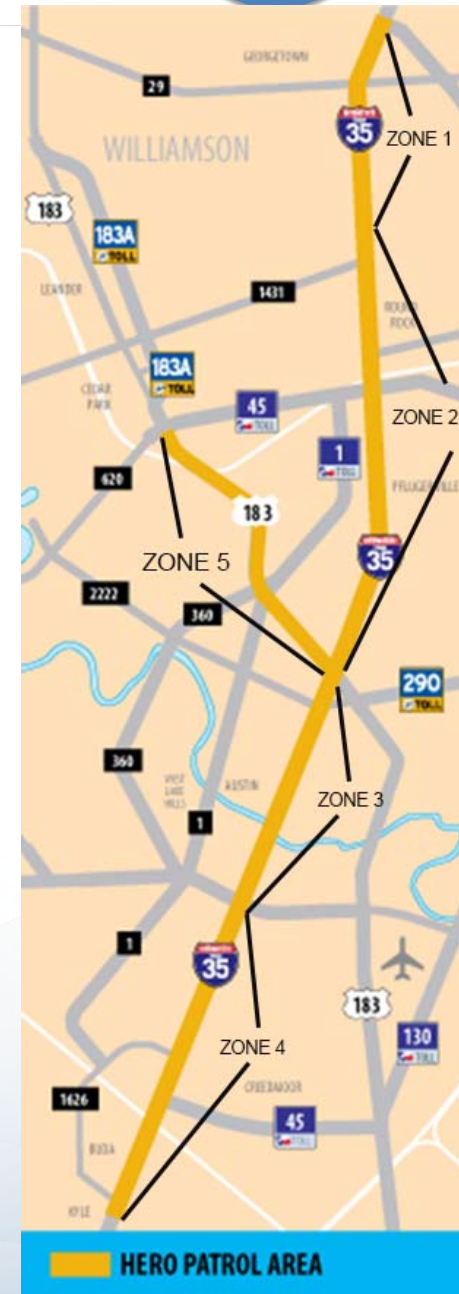 GEORGETOWN
29
35
ZONE 1
WILLIAMSON
183
183A
TOLL
LEANDER
1431
ROUND
ROCK
183A
TOLL
CEDAR
PARK
45
TOLL
ZONE 2
1
TOLL
620
PFLUGERVILLE
183
ZONE 5
35
2222
360
290
TOLL
360
WEST
LAKE
HILLS
AUSTIN
ZONE 3
1
1
35
183
ZONE 4
130
TOLL
CREEDMOOR
1626
45
TOLL
BUDA
KYLE
HERO PATROL AREA